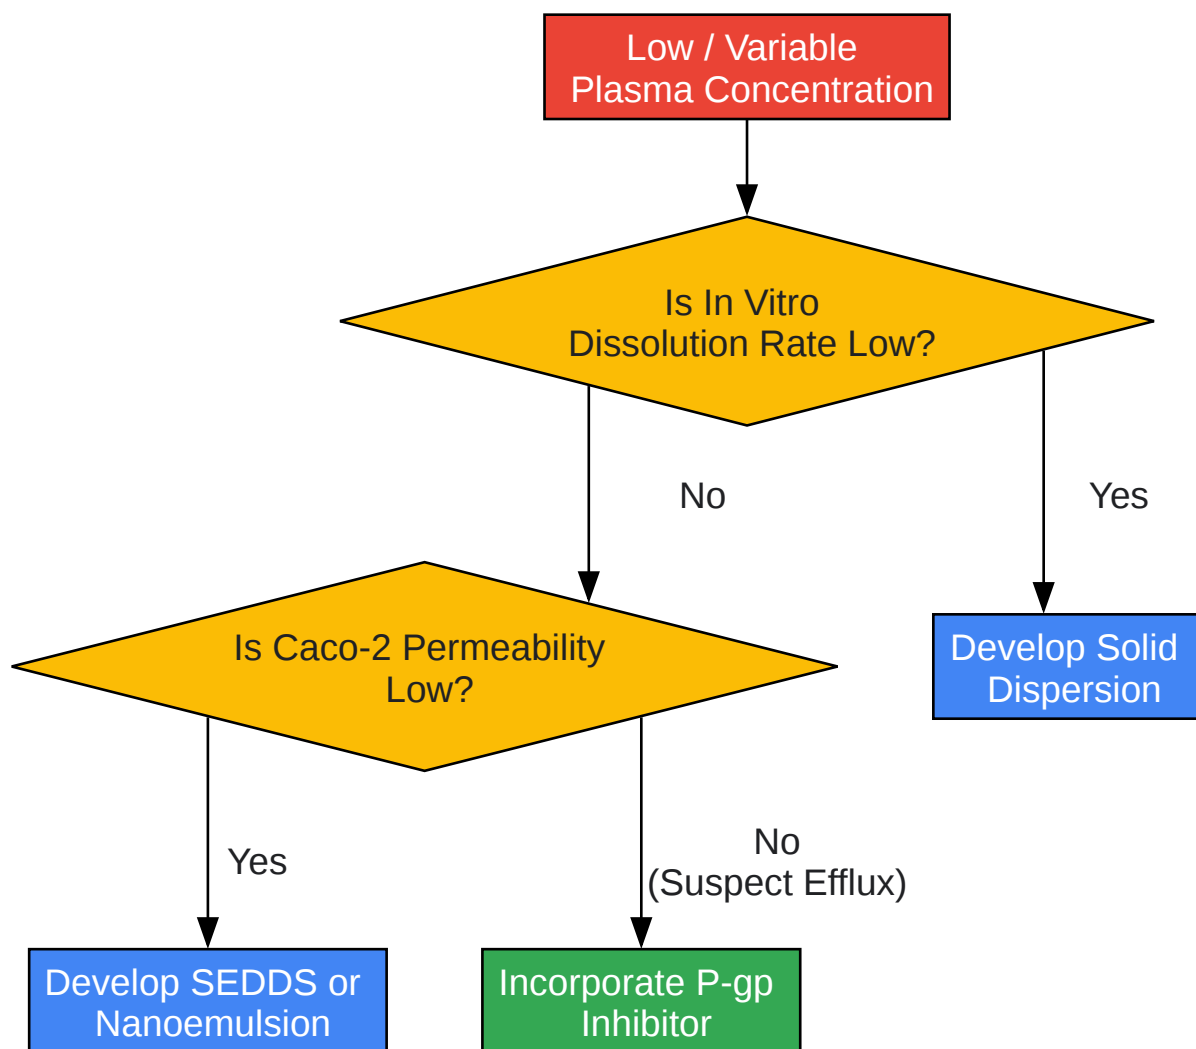 Low / Variable
Plasma Concentration
Is In Vitro
Dissolution Rate Low?
No
Yes
Is Caco-2 Permeability
Low?
Develop Solid
Dispersion
Yes
No
(Suspect Efflux)
Develop SEDDS or
Nanoemulsion
Incorporate P-gp
Inhibitor